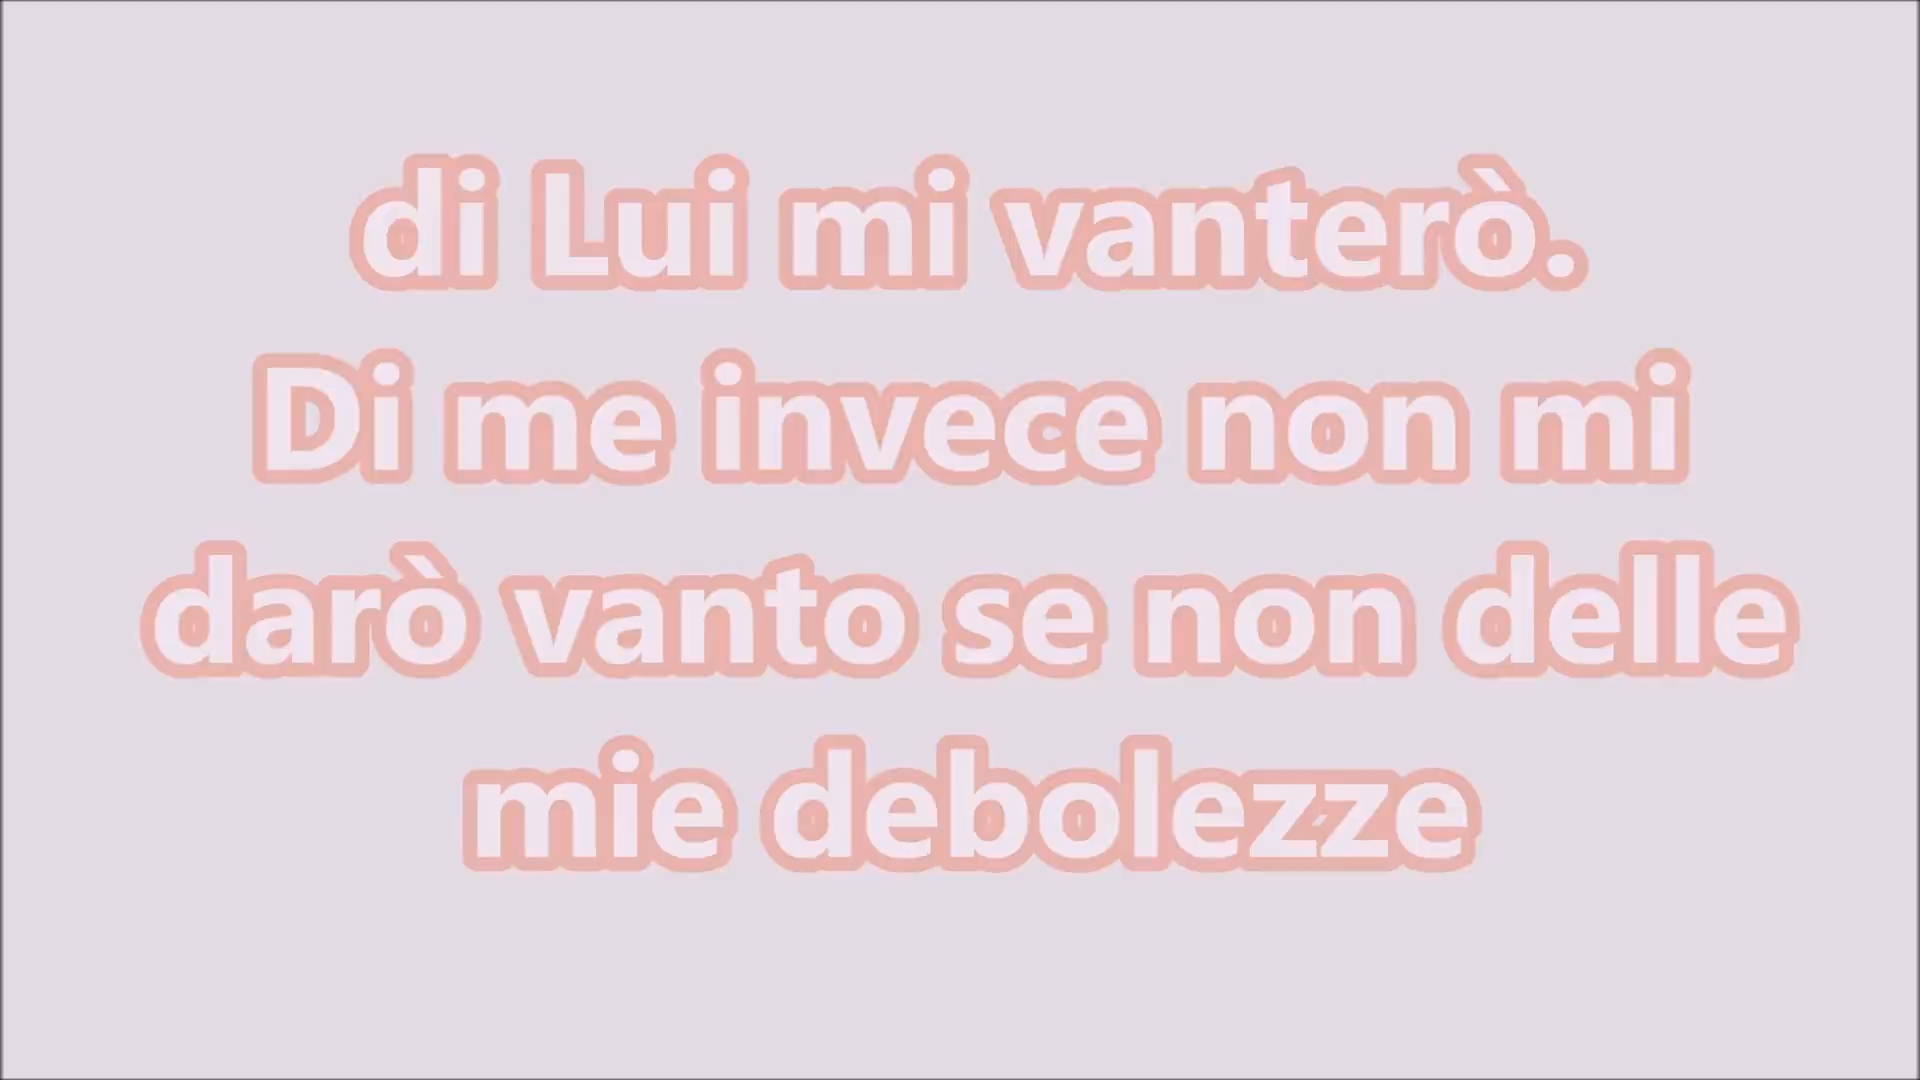 di Lui mi vanterò.
Di me invece non mi
darò vanto se non delle
mie debolezze